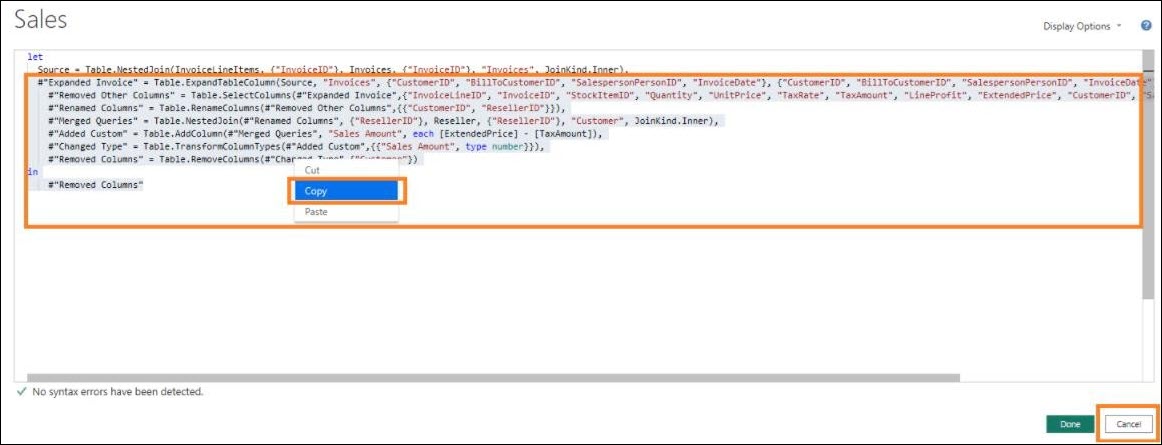 Sales
Display Options
let
Source = Table.NestedJoin(InvoiceLineItems, {"InvoiceID"}, Invoices, {"InvoiceID"}, "Invoices", JoinKind.Inner),
#"Expanded Invoice" = Table.ExpandTableColumn(Source, "Invoices", {"CustomerID", "BillToCustomerID", "SalespersonPersonID", "InvoiceDate"}, {"CustomerID", "BillToCustomerID", "SalespersonPersonID", "InvoiceDate"
#"Removed Other Columns" = Table.SelectColumns(#"Expanded Invoice",{"InvoiceLineID", "InvoiceID", "StockItemID", "Quantity", "UnitPrice", "TaxRate", "TaxAmount", "LineProfit", "ExtendedPrice", "CustomerID",
#"Renamed Columns" = Table.RenameColumns(#"Removed Other Columns",{{"CustomerID", "ResellerID"}}),
#"Merged Queries" = Table.NestedJoin(#"Renamed Columns", {"ResellerID"}, Reseller, {"ResellerID"}, "Customer", JoinKind.Inner),
#"Added Custom" = Table.AddColumn(#"Merged Queries", "Sales Amount", each [ExtendedPrice] - [TaxAmount]),
#"Changed Type" = Table.TransformColumnTypes(#"Added Custom",{{"Sales Amount", type number}}),
#"Removed Columns" = Table.RemoveColumns(#"Changed Type",{"Customer"})
in
#"Removed Columns"
Cut
Copy
Paste
No syntax errors have been detected.
Done
Cancel